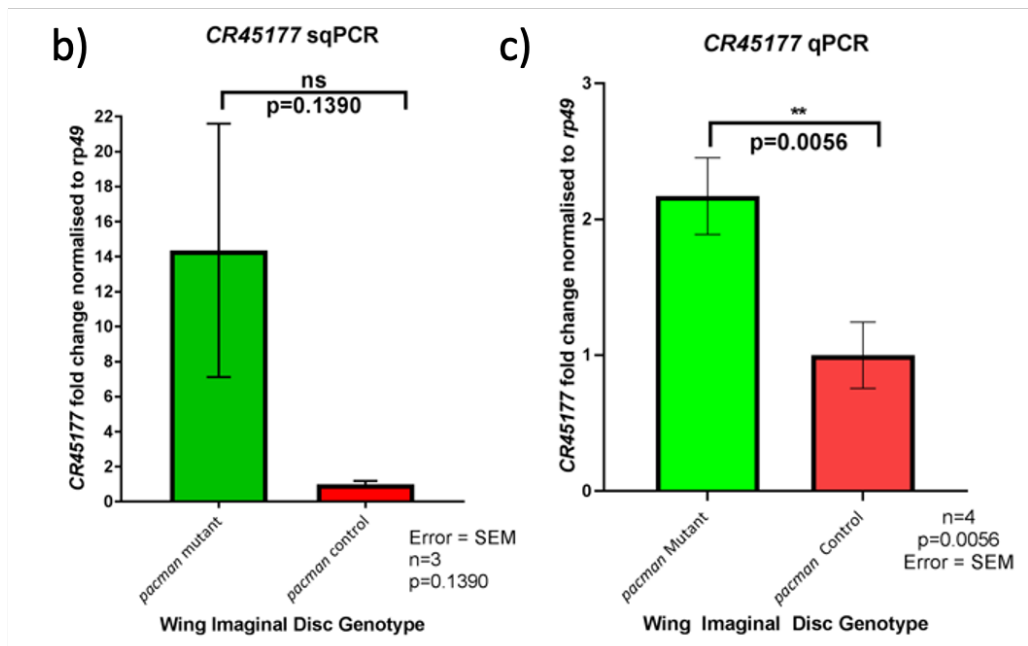 b)
CR45177 sqPCR
ns
p=0.1390
CR45177 fold change normalised to rp49
22
20
18
16
14
12
10
8
6
4
2
0
pacman mutant
pacman control
Error = SEM
n=3
p=0.1390
Wing Imaginal Disc Genotype
c)
CR45177 qPCR
**
p=0.0056
CR45177 fold change normalised to rp49
3
2
1
0
pacman Mutant
pacman Control
n=4
p=0.0056
Error = SEM
Wing Imaginal Disc Genotype